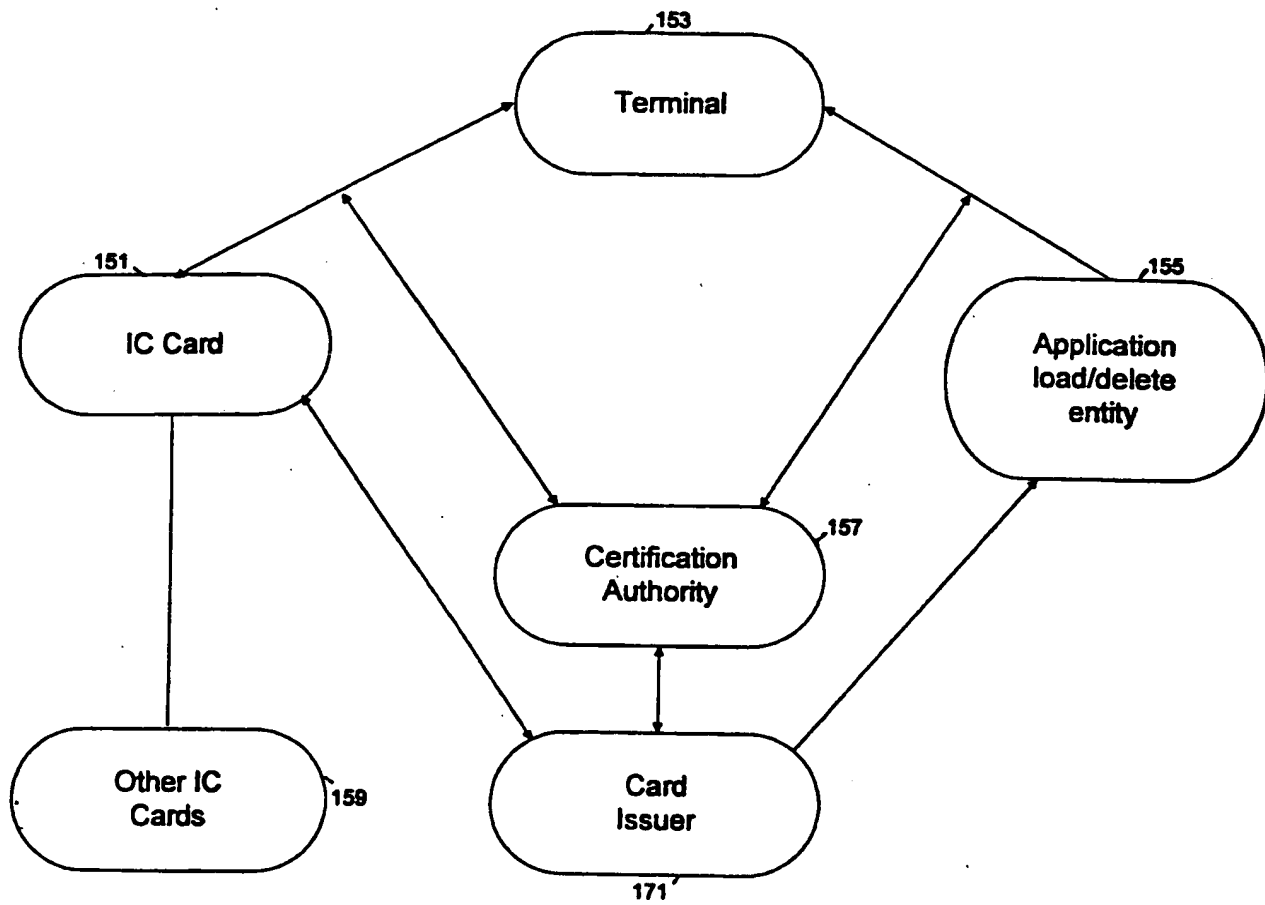 153
Terminal
151
IC Card
155
Application
load/delete
entity
157
Certification
Authority
Other IC
Cards
159
Card
Issuer
171